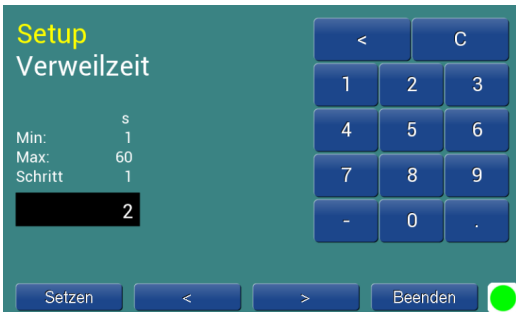 Setup
Verweilzeit
s
Min: 1
Max: 60
Schritt 1
2
< C
1 2 3
4 5 6
7 8 9
- 0 .
Setzen < > Beenden